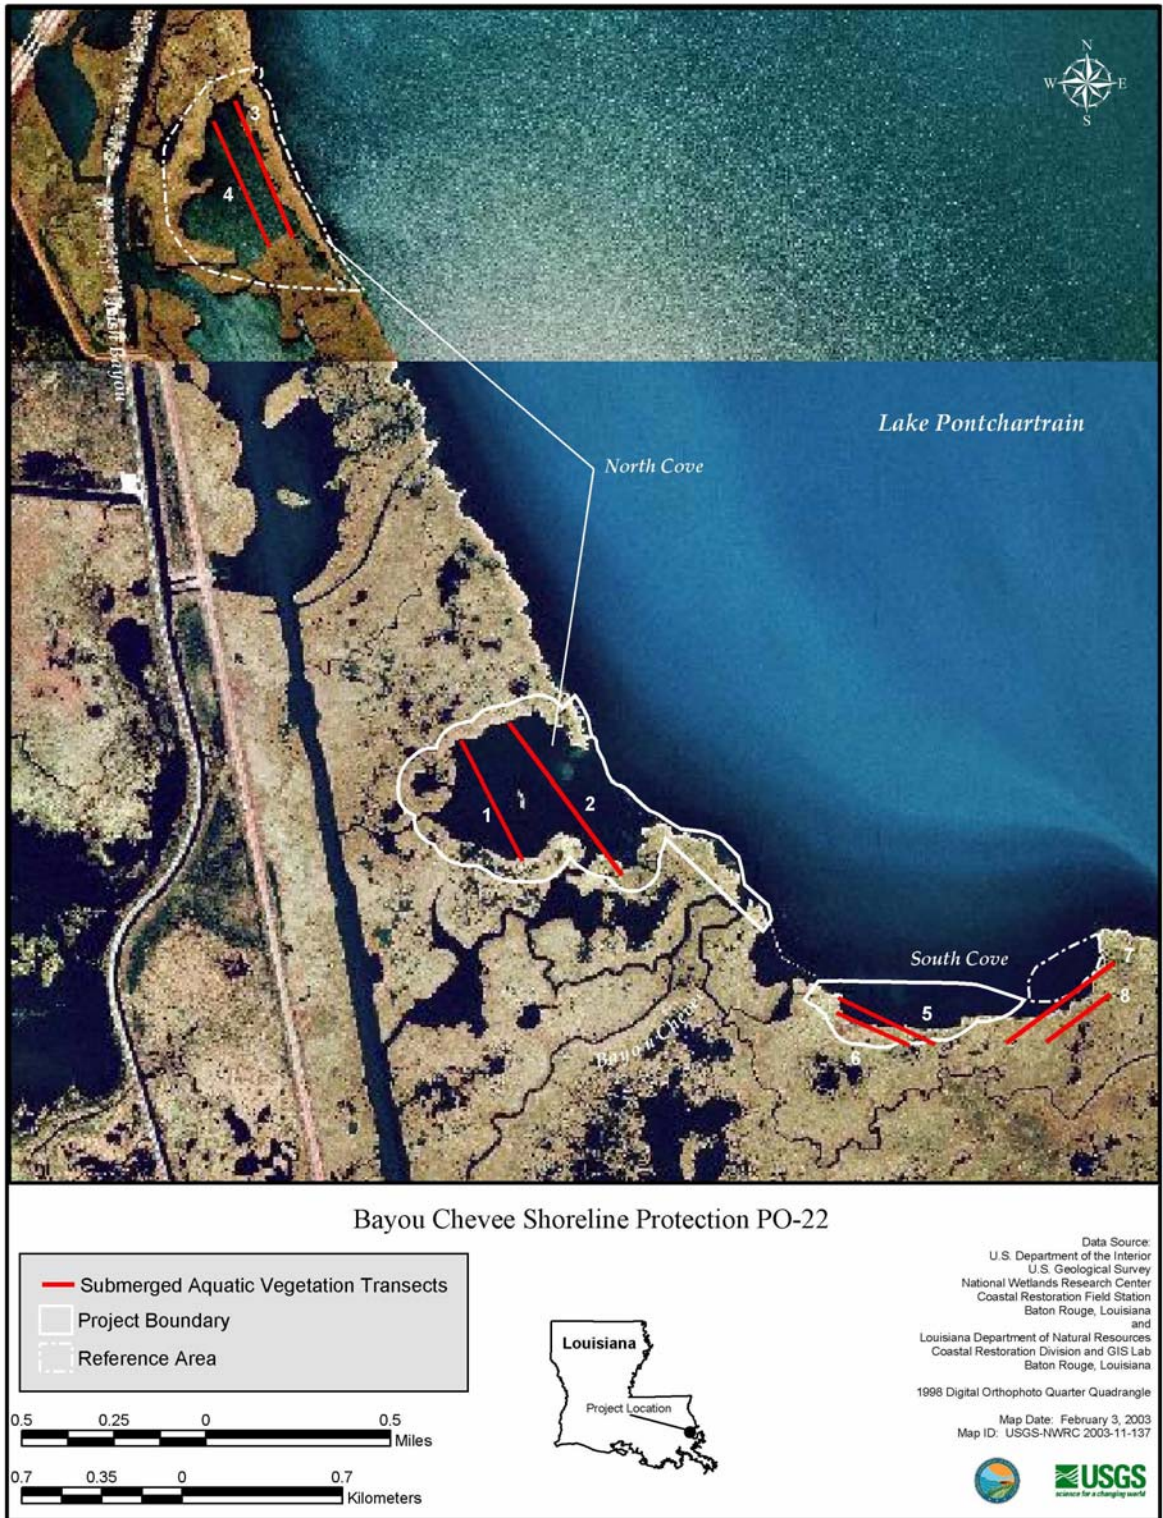 N
W E
S
3
4
Bayou
Lake Pontchartrain
North Cove
1
2
South Cove
7
5
8
6
Bayou Chevee
Bayou Chevee Shoreline Protection PO-22
Submerged Aquatic Vegetation Transects
Project Boundary
Reference Area
0.5 0.25 0 0.5
Miles
0.7 0.35 0 0.7
Kilometers
Louisiana
Project Location
Data Source:
U.S. Department of the Interior
U.S. Geological Survey
National Wetlands Research Center
Coastal Restoration Field Station
Baton Rouge, Louisiana
and
Louisiana Department of Natural Resources
Coastal Restoration Division and GIS Lab
Baton Rouge, Louisiana
1998 Digital Orthophoto Quarter Quadrangle
Map Date: February 3, 2003
Map ID: USGS-NWRC 2003-11-137
USGS
science for a changing world